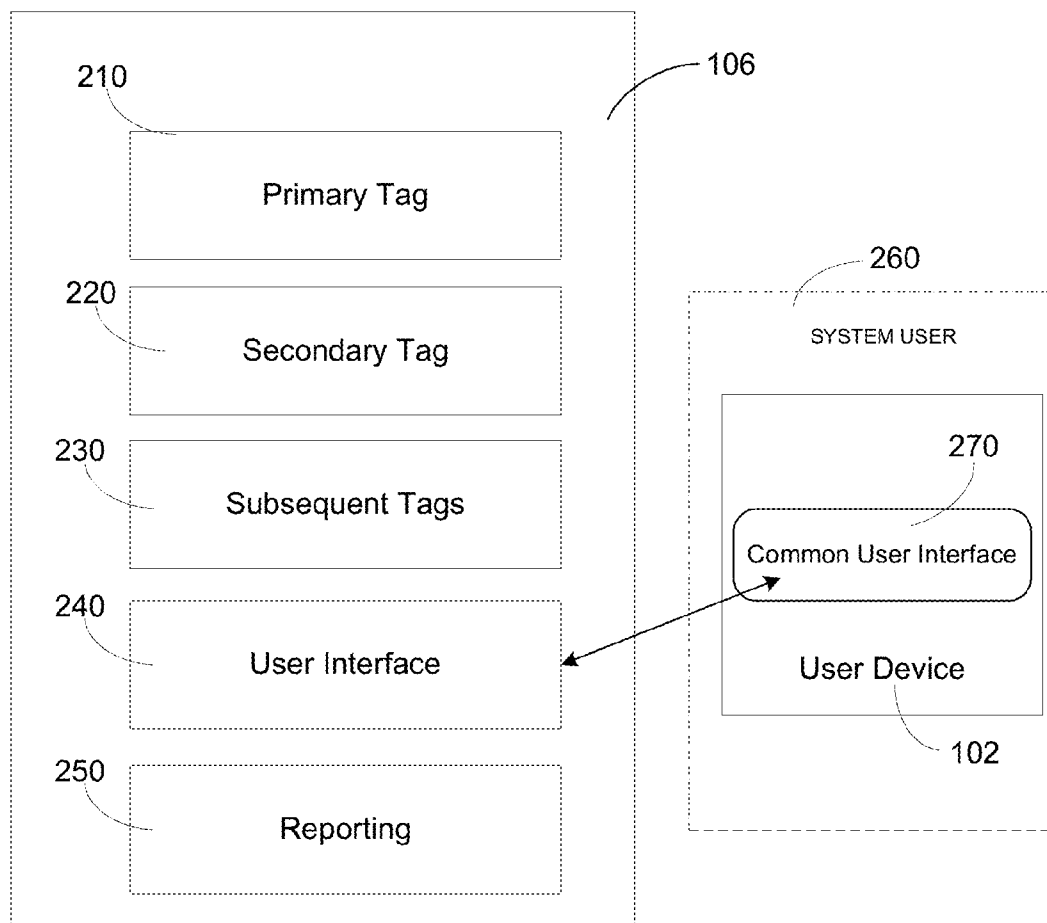 106
210
Primary Tag
220
Secondary Tag
230
Subsequent Tags
240
User Interface
250
Reporting
260
SYSTEM USER
270
Common User Interface
User Device
102